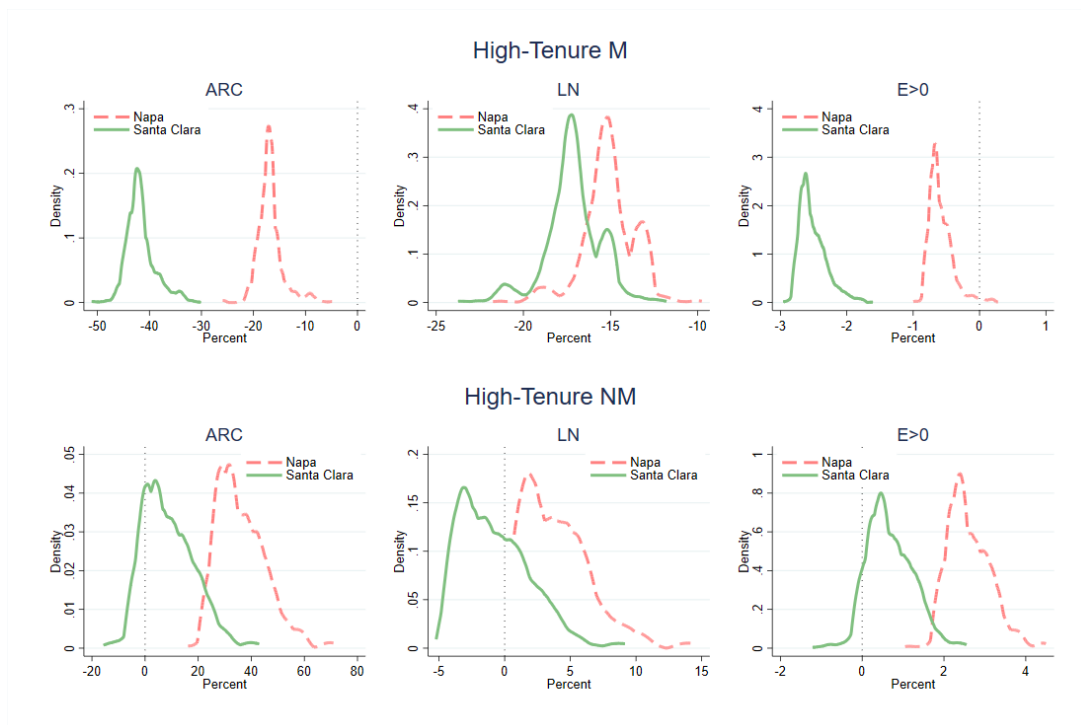 High-Tenure M
ARC
LN
E>0
Napa
Santa Clara
Napa
Santa Clara
Napa
Santa Clara
Density
0 .1 .2 .3
Density
0 .1 .2 .3 .4
Density
0 1 2 3 4
-50 -40 -30 -20 -10 0
-25 -20 -15 -10
-3 -2 -1 0 1
Percent
Percent
Percent
High-Tenure NM
ARC
LN
E>0
Napa
Santa Clara
Napa
Santa Clara
Napa
Santa Clara
Density
0 .01 .02 .03 .04 .05
Density
0 .05 .1 .15 .2
Density
0 .2 .4 .6 .8 1
-20 0 20 40 60 80
-5 0 5 10 15
-2 0 2 4
Percent
Percent
Percent